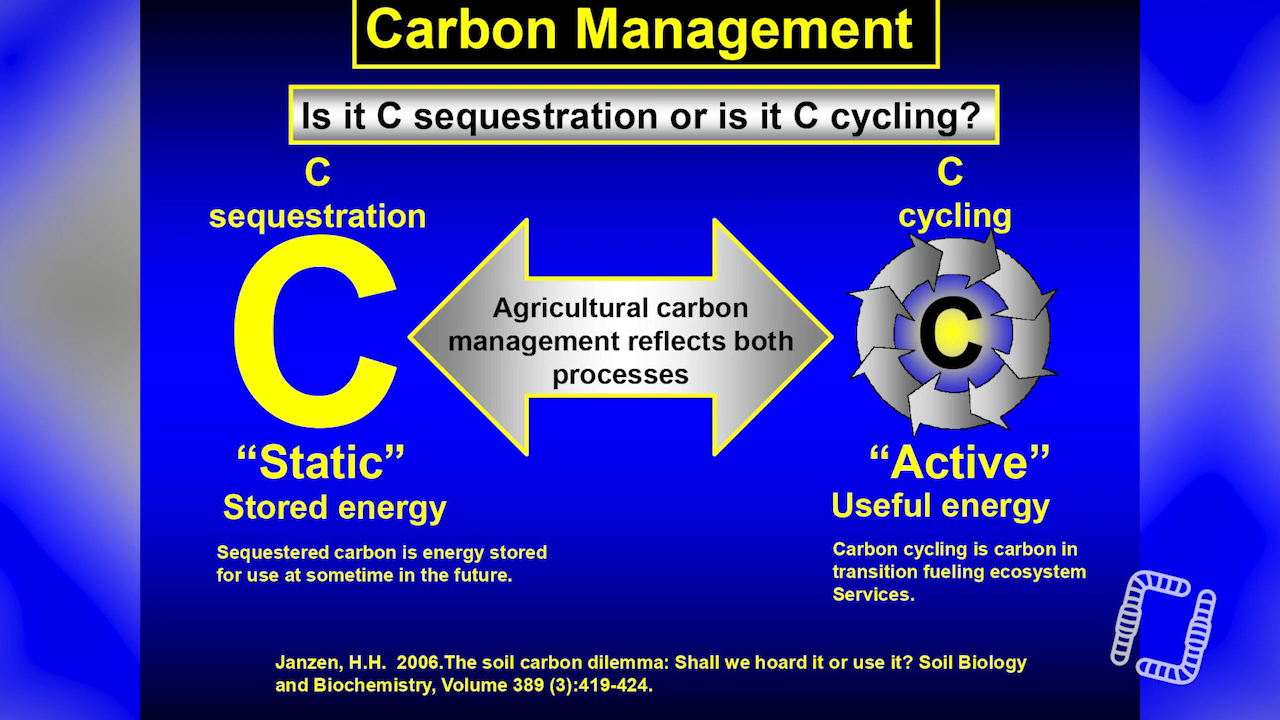 Carbon Management
Is it C sequestration or is it C cycling?
C
sequestration
C
cycling
C
Agricultural carbon
management reflects both
processes
C
“Static”
Stored energy
“Active”
Useful energy
Sequestered carbon is energy stored
for use at sometime in the future.
Carbon cycling is carbon in
transition fueling ecosystem
Services.
Janzen, H.H.  2006.The soil carbon dilemma: Shall we hoard it or use it? Soil Biology
and Biochemistry, Volume 389 (3):419-424.